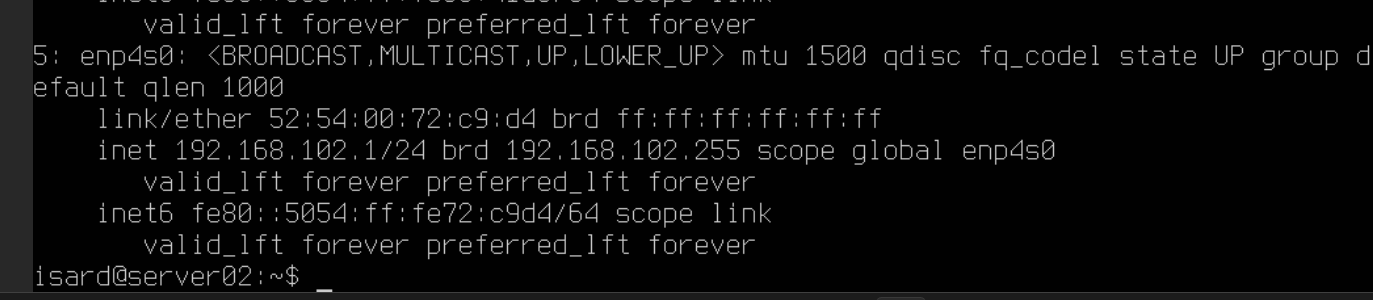 valid_lft forever preferred_lft forever
5: enp4s0: <BROADCAST,MULTICAST,UP,LOWER_UP> mtu 1500 qdisc fq_codel state UP group d
efault qlen 1000
link/ether 52:54:00:72:c9:d4 brd ff:ff:ff:ff:ff:ff
inet 192.168.102.1/24 brd 192.168.102.255 scope global enp4s0
valid_lft forever preferred_lft forever
inet6 fe80::5054:ff:fe72:c9d4/64 scope link
valid_lft forever preferred_lft forever
isard@server02:~$ _